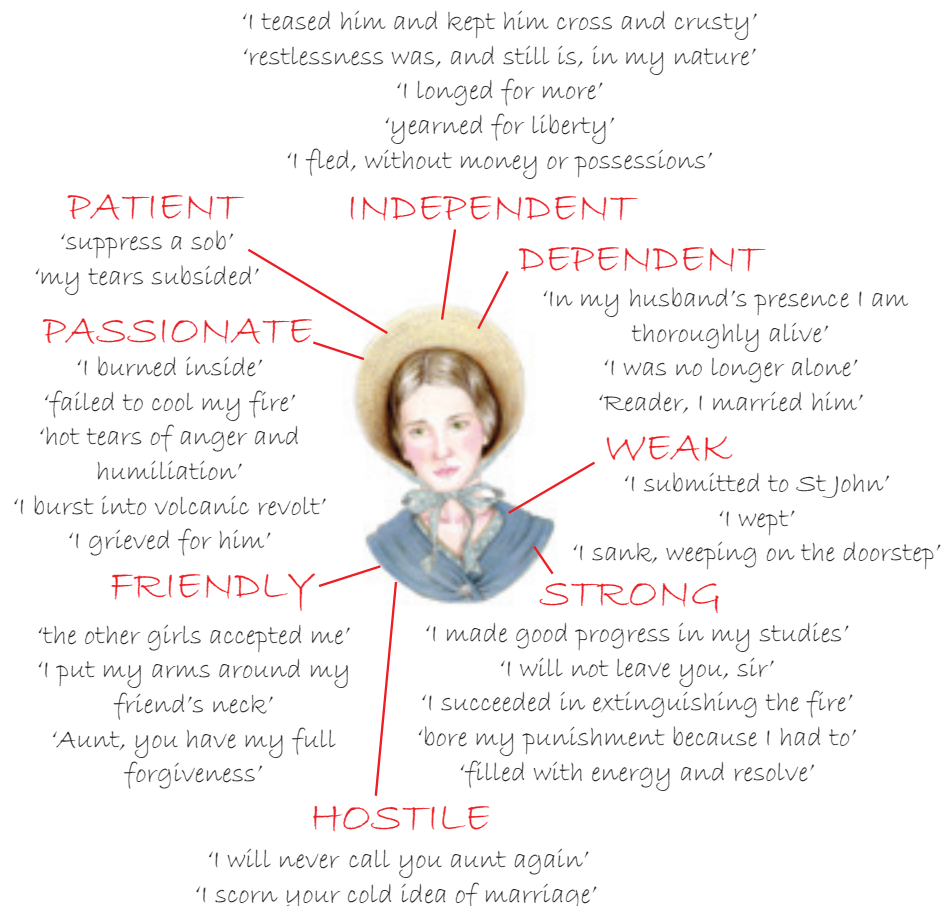 ‘I teased him and kept him cross and crusty’
‘restlessness was, and still is, in my nature’
‘I longed for more’
‘yearned for liberty’
‘I fled, without money or possessions’
INDEPENDENT
PATIENT
‘suppress a sob’
‘my tears subsided’
DEPENDENT
‘In my husband’s presence I am
thoroughly alive’
‘I was no longer alone’
‘Reader, I married him’
PASSIONATE
‘I burned inside’
‘failed to cool my fire’
‘hot tears of anger and
humiliation’
‘I burst into volcanic revolt’
‘I grieved for him’
WEAK
‘I submitted to St John’
‘I wept’
‘I sank, weeping on the doorstep’
FRIENDLY
‘the other girls accepted me’
‘I put my arms around my
friend’s neck’
‘Aunt, you have my full
forgiveness’
STRONG
‘I made good progress in my studies’
‘I will not leave you, sir’
‘I succeeded in extinguishing the fire’
‘bore my punishment because I had to’
‘filled with energy and resolve’
HOSTILE
‘I will never call you aunt again’
‘I scorn your cold idea of marriage’